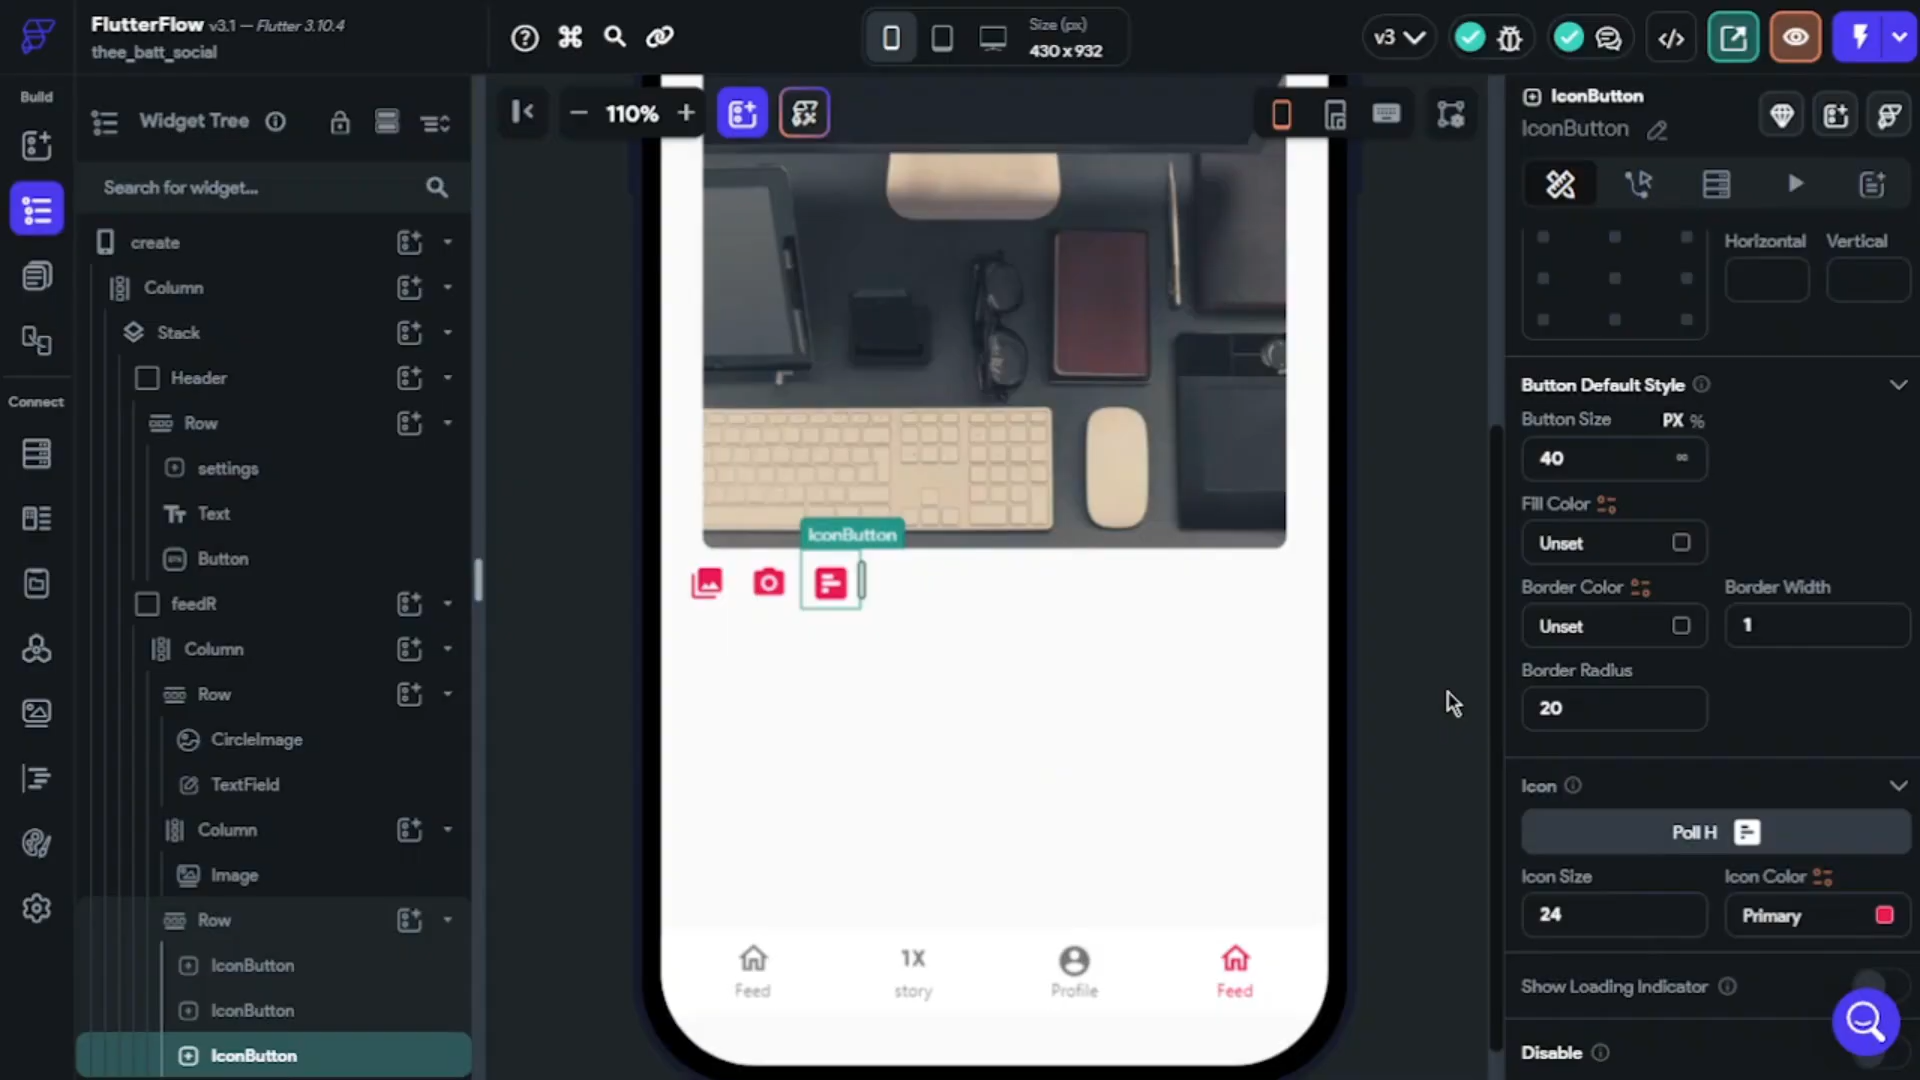 FlutterFlow v3.1 — Flutter 3.10.4
thee_batt_social
Size (px)
430 x 932
v3
Build
Connect
Widget Tree
Search for widget...
create
Column
Stack
Header
Row
settings
Text
Button
feedR
Column
Row
CircleImage
TextField
Column
Image
Row
IconButton
IconButton
IconButton
110%
IconButton
Feed
1X
story
Profile
Feed
IconButton
IconButton
Horizontal Vertical
Button Default Style
Button Size PX %
40
Fill Color
Unset
Border Color Border Width
Unset 1
Border Radius
20
Icon
Poll H
Icon Size Icon Color
24 Primary
Show Loading Indicator
Disable